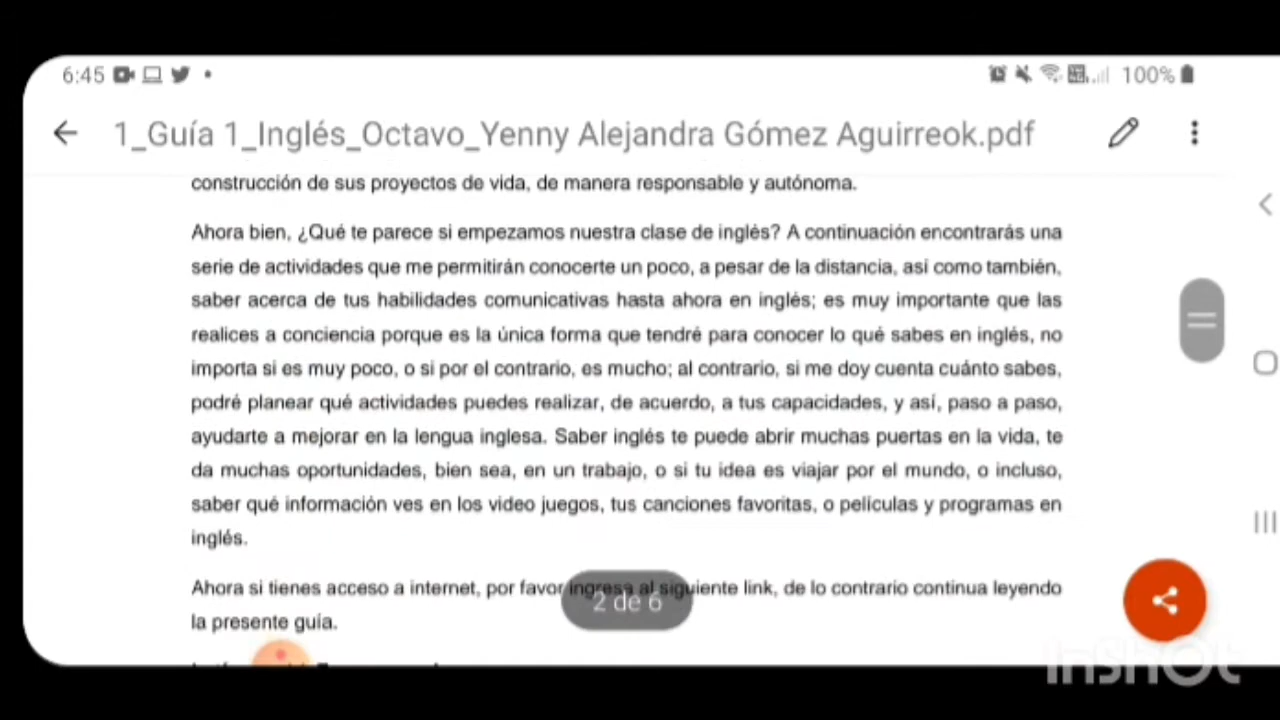 6:45
100%
1_Guía 1_Inglés_Octavo_Yenny Alejandra Gómez Aguirreok.pdf
construcción de sus proyectos de vida, de manera responsable y autónoma.
Ahora bien, ¿Qué te parece si empezamos nuestra clase de inglés? A continuación encontrarás una
serie de actividades que me permitirán conocerte un poco, a pesar de la distancia, así como también,
saber acerca de tus habilidades comunicativas hasta ahora en inglés; es muy importante que las
realices a conciencia porque es la única forma que tendré para conocer lo qué sabes en inglés, no
importa si es muy poco, o si por el contrario, es mucho; al contrario, si me doy cuenta cuánto sabes,
podré planear qué actividades puedes realizar, de acuerdo, a tus capacidades, y así, paso a paso,
ayudarte a mejorar en la lengua inglesa. Saber inglés te puede abrir muchas puertas en la vida, te
da muchas oportunidades, bien sea, en un trabajo, o si tu idea es viajar por el mundo, o incluso,
saber qué información ves en los video juegos, tus canciones favoritas, o películas y programas en
inglés.
Ahora si tienes acceso a internet, por favor ingresa al siguiente link, de lo contrario continua leyendo
2 de 6
la presente guía.
InShOt